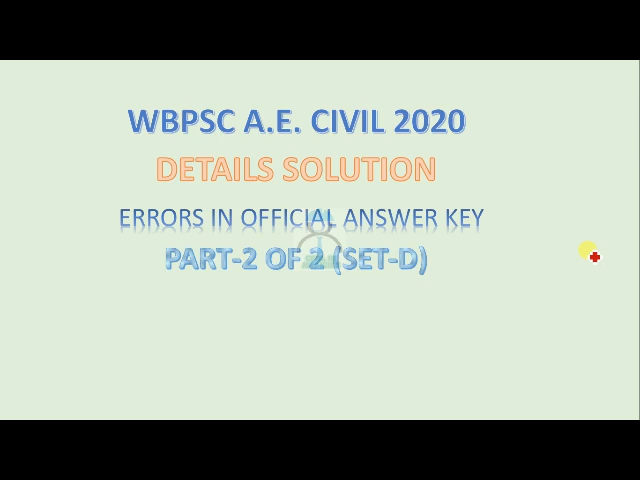 WBPSC A.E. CIVIL 2020
DETAILS SOLUTION
ERRORS IN OFFICIAL ANSWER KEY
PART-2 OF 2 (SET-D)